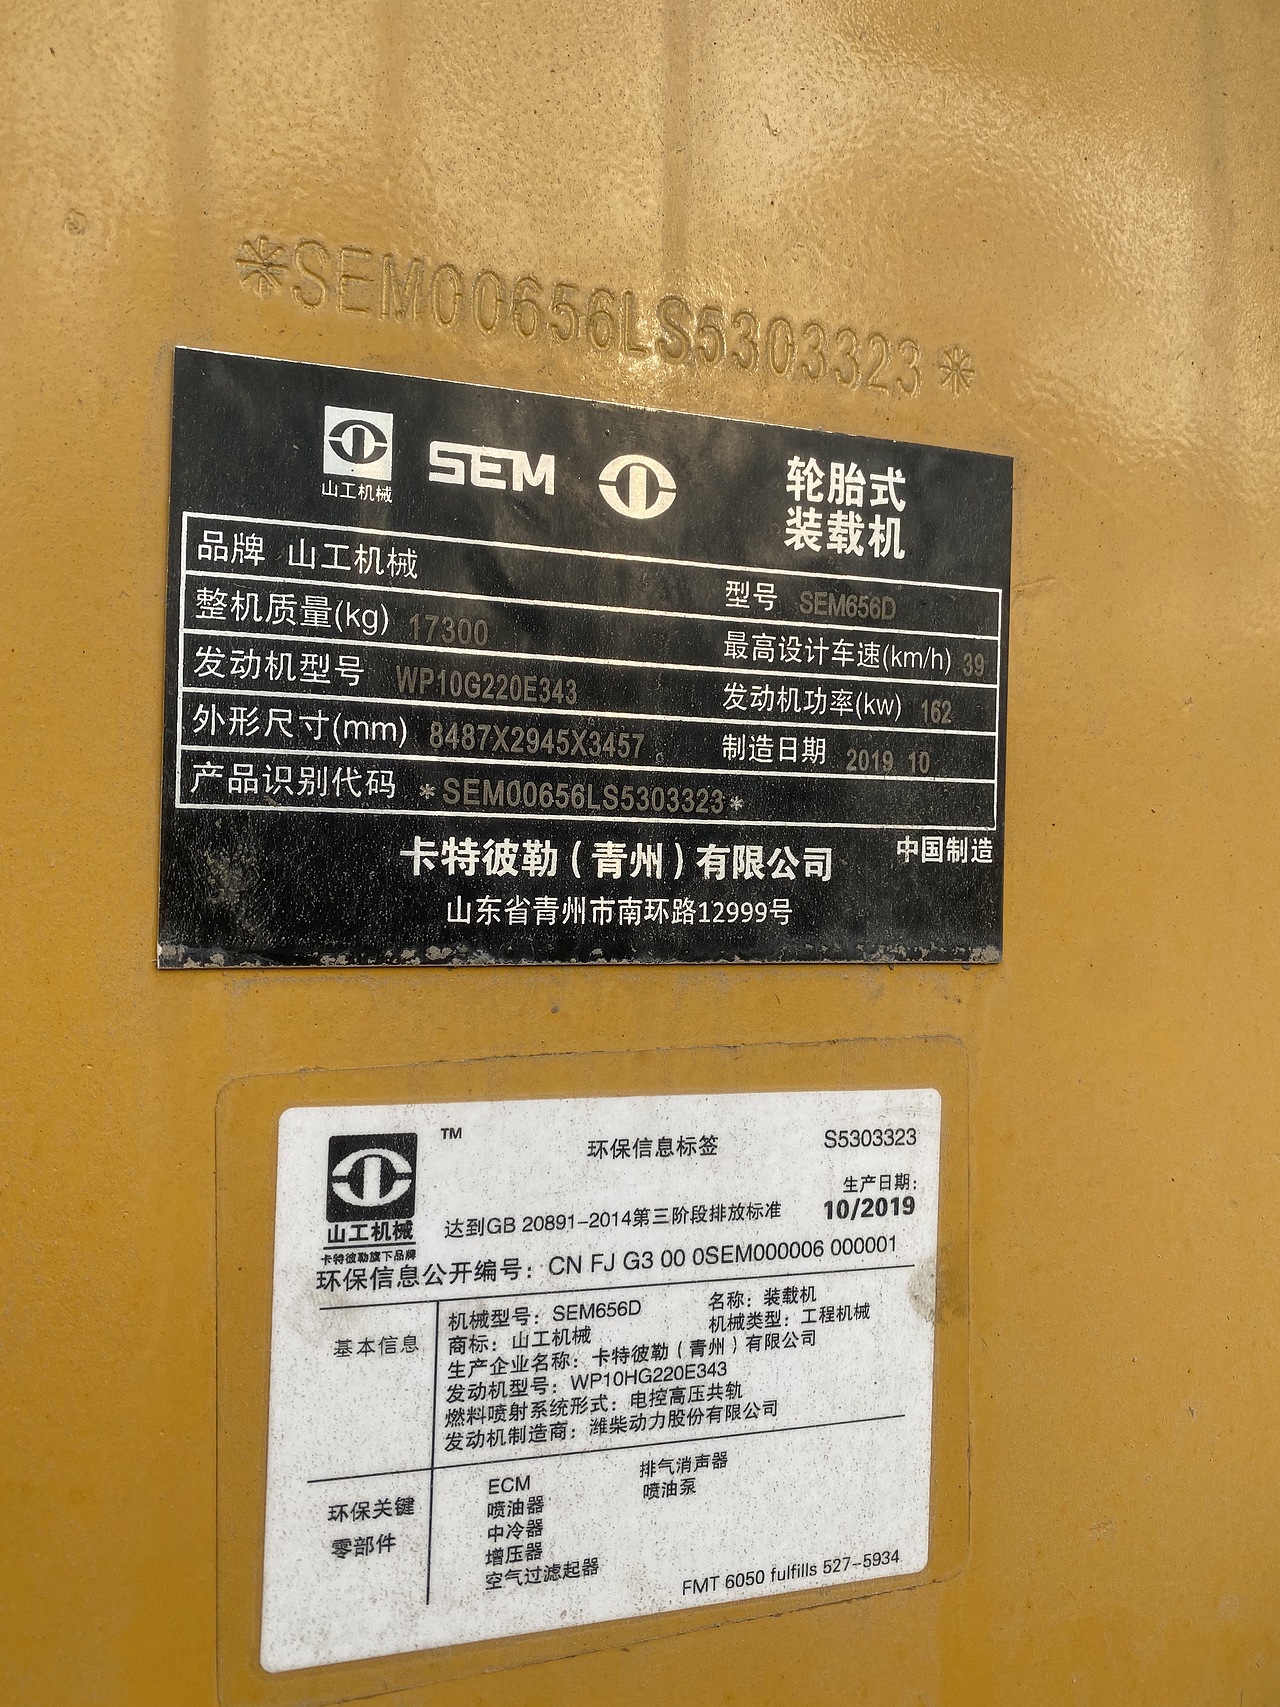 *SEM00656LS5303323*
山工机械 SEM
轮胎式
装载机
品牌 山工机械 型号 SEM656D
整机质量(kg) 17300 最高设计车速(km/h) 39
发动机型号 WP10G220E343 发动机功率(kw) 162
外形尺寸(mm) 8487X2945X3457 制造日期 2019 10
产品识别代码 *SEM00656LS5303323*
卡特彼勒（青州）有限公司 中国制造
山东省青州市南环路12999号
TM 环保信息标签 S5303323
生产日期:
10/2019
山工机械
卡特彼勒旗下品牌
达到GB 20891-2014第三阶段排放标准
环保信息公开编号: CN FJ G3 00 0SEM000006 000001
基本信息
机械型号: SEM656D 名称: 装载机
商标: 山工机械 机械类型: 工程机械
生产企业名称: 卡特彼勒（青州）有限公司
发动机型号: WP10HG220E343
燃料喷射系统形式: 电控高压共轨
发动机制造商: 潍柴动力股份有限公司
环保关键
零部件
ECM 排气消声器
喷油器 喷油泵
中冷器
增压器
空气过滤起器
FMT 6050 fulfills 527-5934